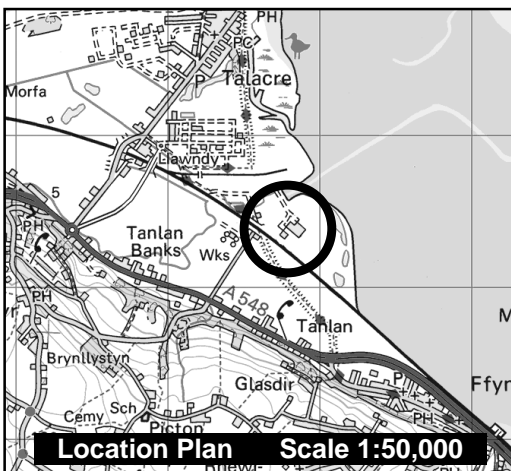 PH
PC
Talacre
P
Morfa
Llawndy
5
PH
Tanlan
Banks
Wks
A 548
M
PH
Tanlan
Brynllystyn
P
Glasdir
Ffyn
Sch
PH
Cemy
Picton
Location Plan Scale 1:50,000